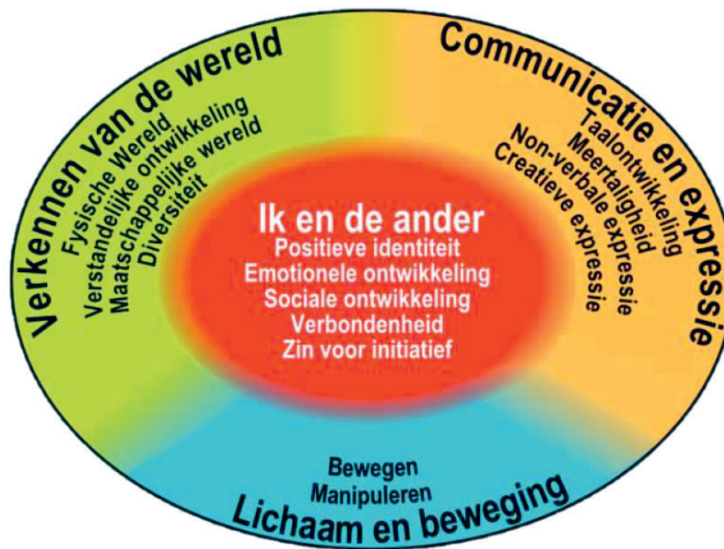 Verkennen van de wereld
Fysische Wereld
Verstandelijke ontwikkeling
Maatschappelijke wereld
Diversiteit
Communicatie en expressie
Taalontwikkeling
Meertaligheid
Non-verbale expressie
Creatieve expressie
Ik en de ander
Positieve identiteit
Emotionele ontwikkeling
Sociale ontwikkeling
Verbondenheid
Zin voor initiatief
Bewegen
Manipuleren
Lichaam en beweging